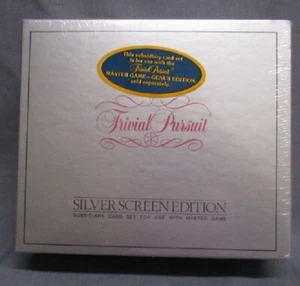 This subsidiary card set
is for use with the
Trivial Pursuit
MASTER GAME — GENUS EDITION,
sold separately.
Trivial Pursuit
SILVER SCREEN EDITION
SUBSIDIARY CARD SET FOR USE WITH MASTER GAME